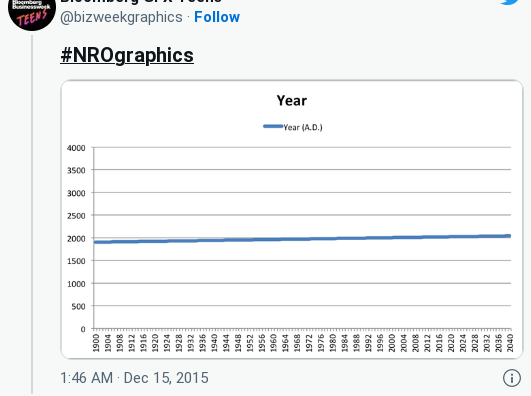 Bloomberg GFX Teens
Bloomberg
Businessweek
TEENS
@bizweekgraphics · Follow
#NROgraphics
Year
Year (A.D.)
4000
3500
3000
2500
2000
1500
1000
500
0
1900 1904 1908 1912 1916 1920 1924 1928 1932 1936 1940 1944 1948 1952 1956 1960 1964 1968 1972 1976 1980 1984 1988 1992 1996 2000 2004 2008 2012 2016 2020 2024 2028 2032 2036 2040
1:46 AM · Dec 15, 2015